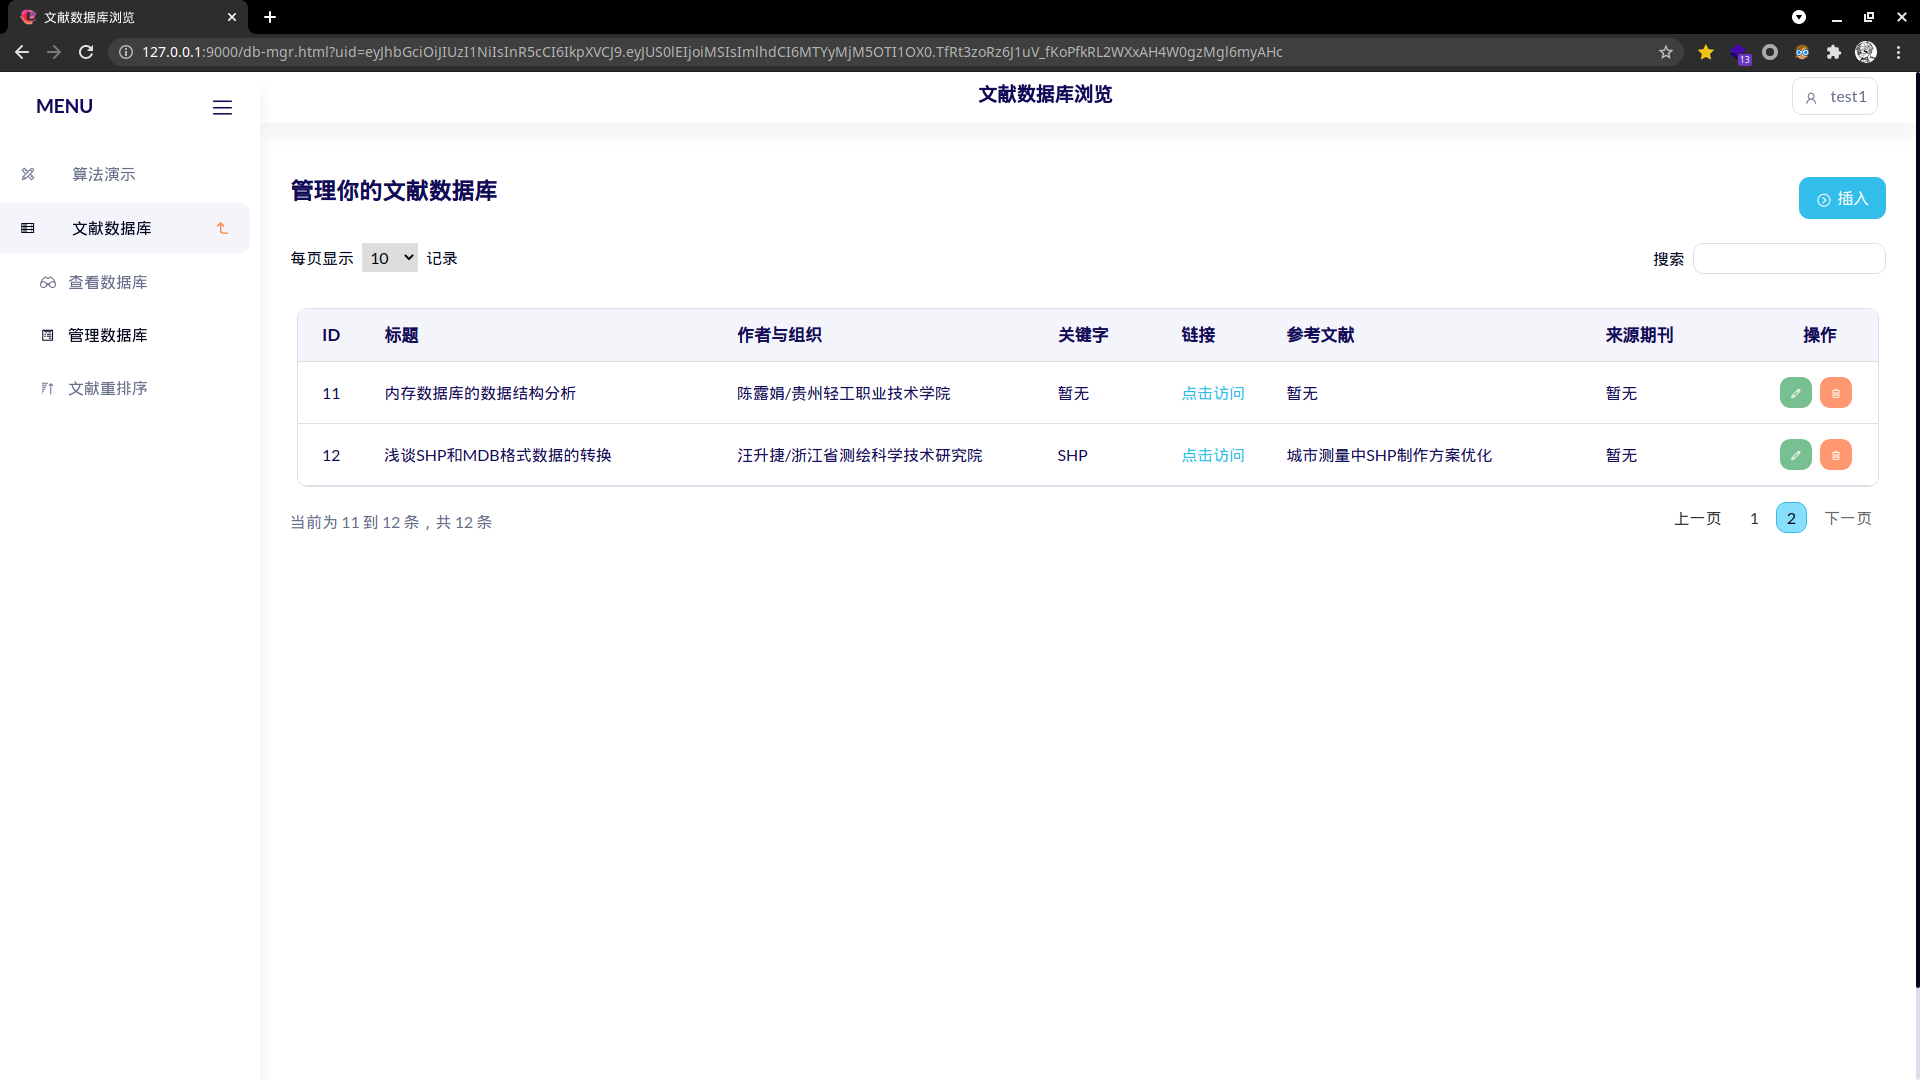 文献数据库浏览
127.0.0.1:9000/db-mgr.html?uid=eyJhbGciOiJIUzI1NiIsInR5cCI6IkpXVCJ9.eyJUS0lEIjoiMSIsImlhdCI6MTYyMjM5OTI1OX0.TfRt3zoRz6J1uV_fKoPfkRL2WXxAH4W0gzMgl6myAHc
13
MENU
文献数据库浏览
test1
算法演示
文献数据库
查看数据库
管理数据库
文献重排序
管理你的文献数据库
插入
每页显示 10 记录
搜索
ID 标题 作者与组织 关键字 链接 参考文献 来源期刊 操作
11 内存数据库的数据结构分析 陈露娟/贵州轻工职业技术学院 暂无 点击访问 暂无 暂无
12 浅谈SHP和MDB格式数据的转换 汪升捷/浙江省测绘科学技术研究院 SHP 点击访问 城市测量中SHP制作方案优化 暂无
当前为 11 到 12 条，共 12 条
上一页 1 2 下一页